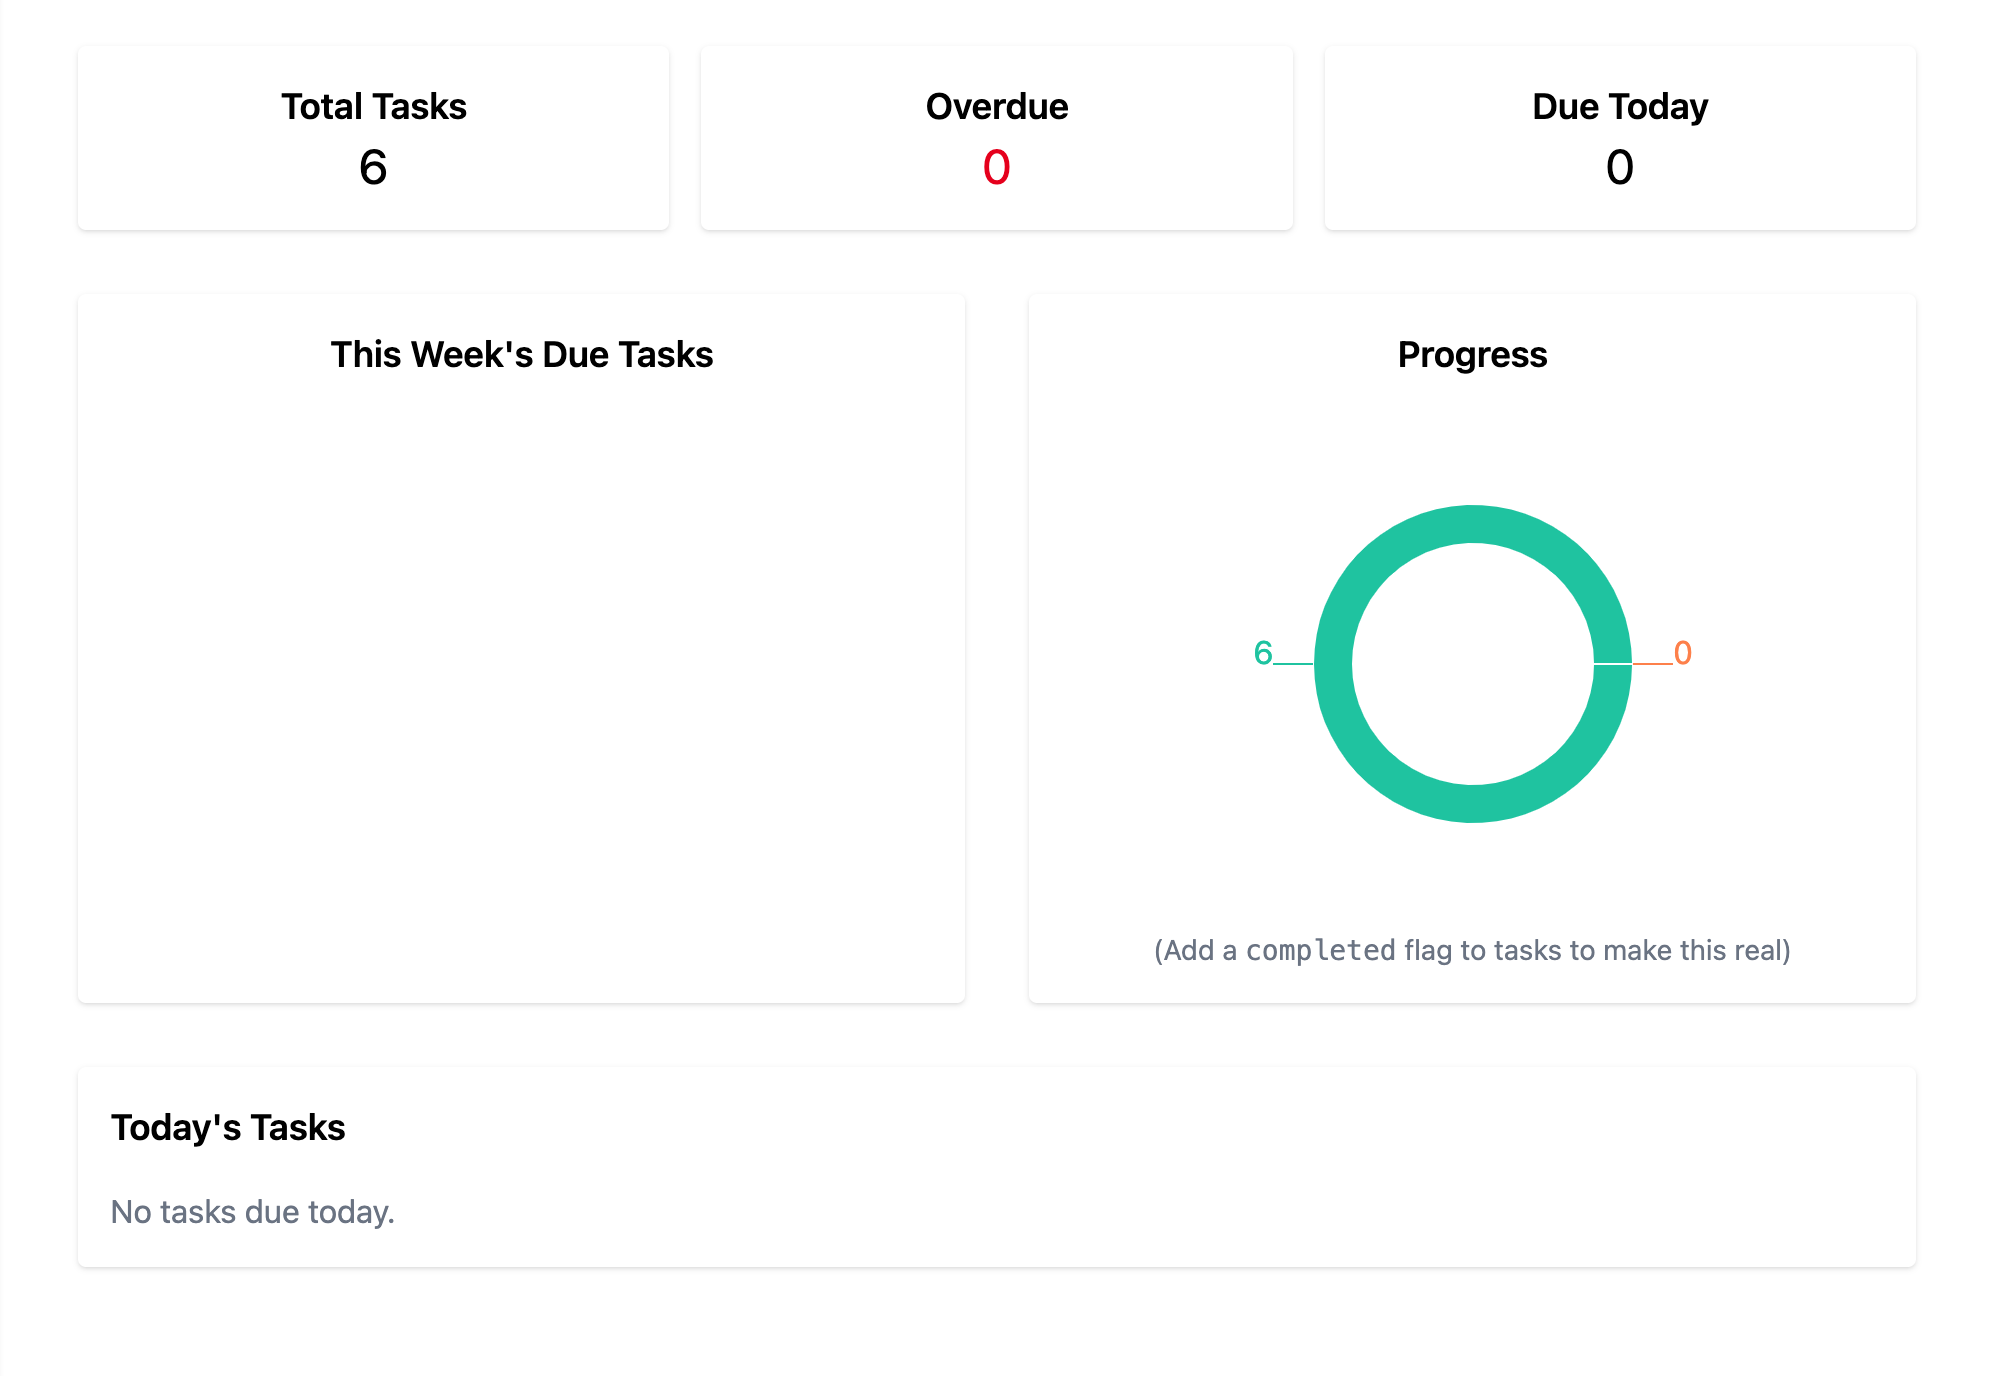 Total Tasks
6
Overdue
0
Due Today
0
This Week's Due Tasks
Progress
6
0
(Add a completed flag to tasks to make this real)
Today's Tasks
No tasks due today.